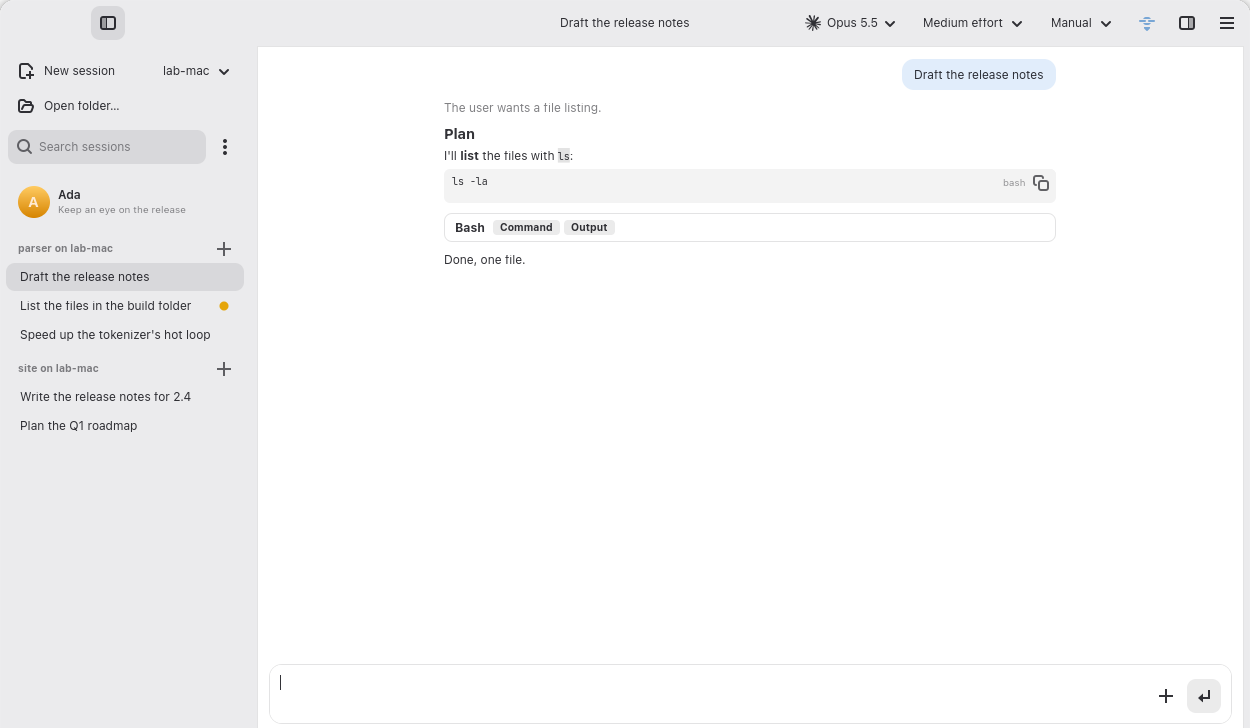 Draft the release notes
Opus 5.5
Medium effort
Manual
New session
lab-mac
Open folder...
Search sessions
A
Ada
Keep an eye on the release
parser on lab-mac
Draft the release notes
List the files in the build folder
Speed up the tokenizer's hot loop
site on lab-mac
Write the release notes for 2.4
Plan the Q1 roadmap
Draft the release notes
The user wants a file listing.
Plan
I'll list the files with ls:
ls -la
bash
Bash Command Output
Done, one file.